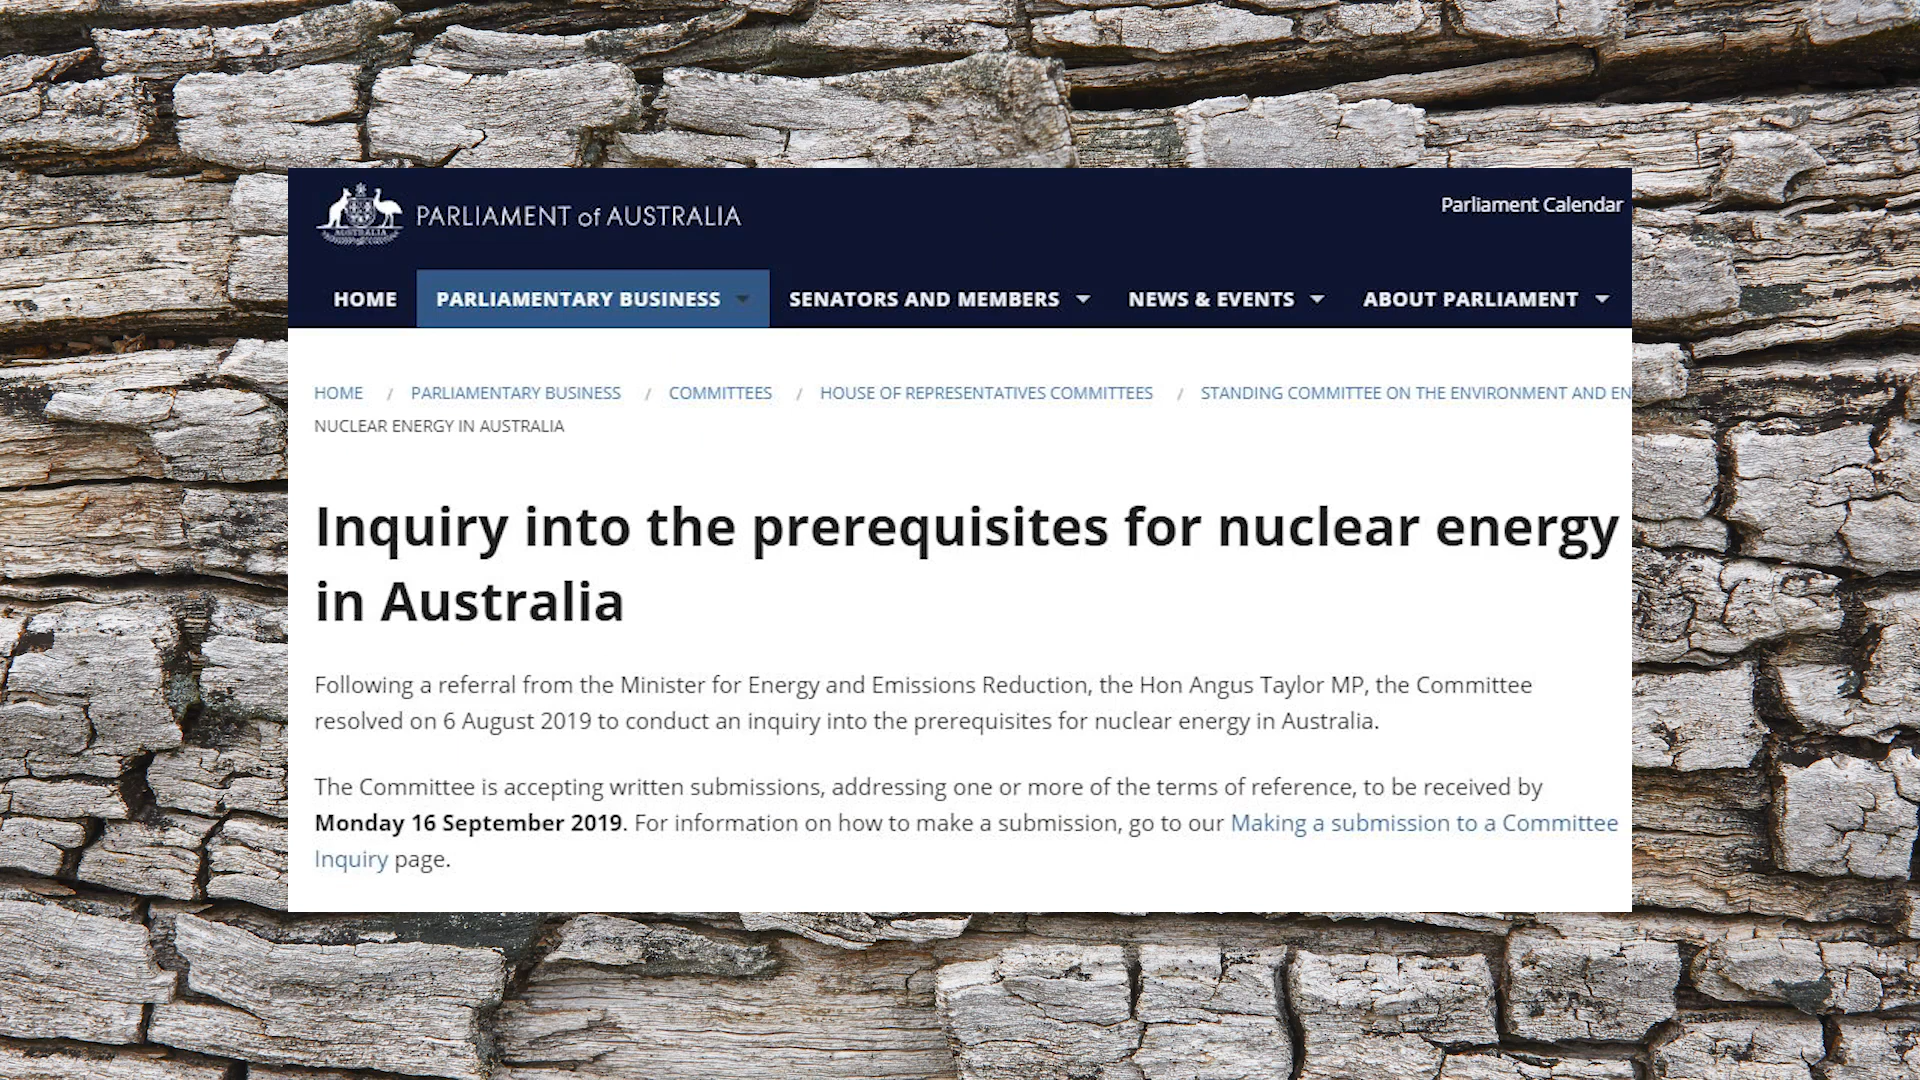 PARLIAMENT of AUSTRALIA
AUSTRALIA
Parliament Calendar
HOME PARLIAMENTARY BUSINESS SENATORS AND MEMBERS NEWS & EVENTS ABOUT PARLIAMENT
HOME / PARLIAMENTARY BUSINESS / COMMITTEES / HOUSE OF REPRESENTATIVES COMMITTEES / STANDING COMMITTEE ON THE ENVIRONMENT AND EN
NUCLEAR ENERGY IN AUSTRALIA
Inquiry into the prerequisites for nuclear energy
in Australia
Following a referral from the Minister for Energy and Emissions Reduction, the Hon Angus Taylor MP, the Committee
resolved on 6 August 2019 to conduct an inquiry into the prerequisites for nuclear energy in Australia.
The Committee is accepting written submissions, addressing one or more of the terms of reference, to be received by
Monday 16 September 2019. For information on how to make a submission, go to our Making a submission to a Committee
Inquiry page.